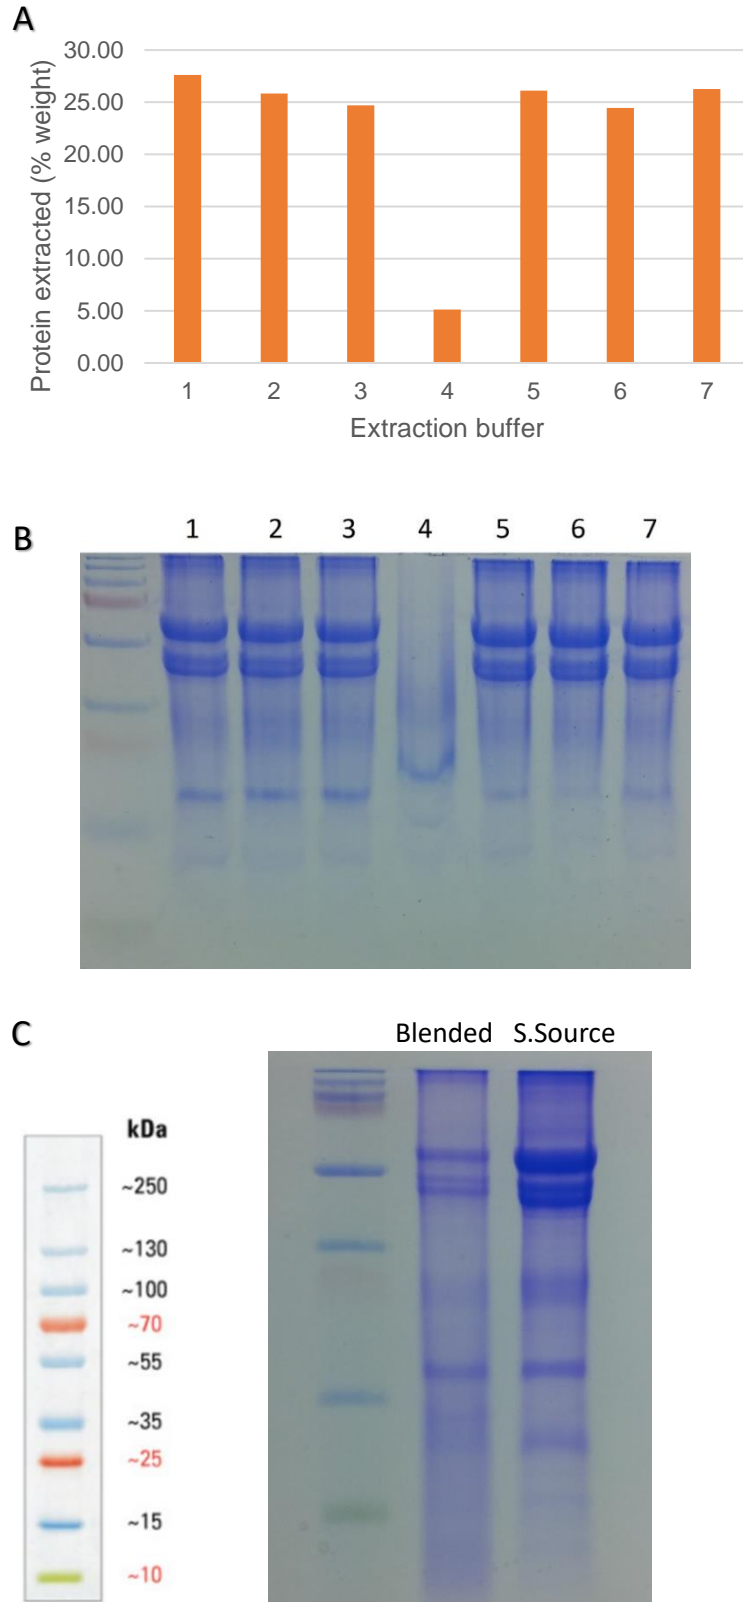 A
Protein extracted (% weight)
30.00
25.00
20.00
15.00
10.00
5.00
0.00
1 2 3 4 5 6 7
Extraction buffer
B
1 2 3 4 5 6 7
C
Blended S.Source
kDa
~250
~130
~100
~70
~55
~35
~25
~15
~10